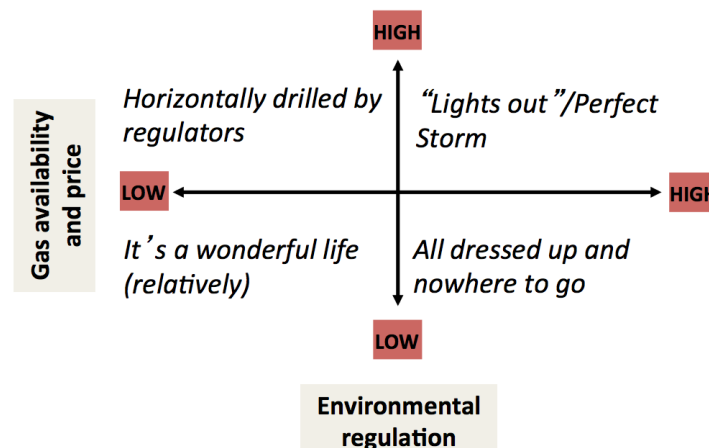 HIGH
Horizontally drilled by
regulators
“Lights out”/Perfect
Storm
Gas availability
and price
LOW
HIGH
It’s a wonderful life
(relatively)
All dressed up and
nowhere to go
LOW
Environmental
regulation